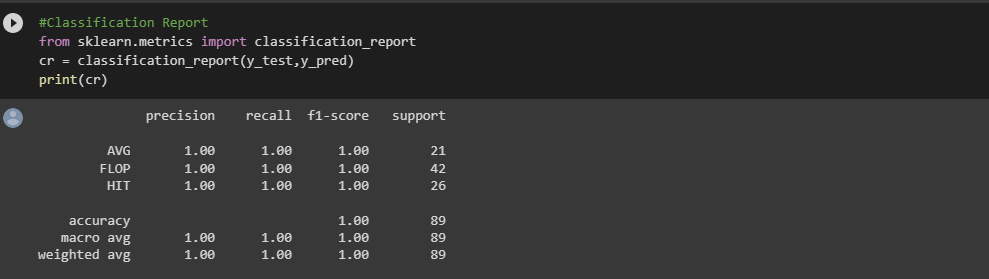 #Classification Report
from sklearn.metrics import classification_report
cr = classification_report(y_test,y_pred)
print(cr)
precision recall f1-score support
AVG 1.00 1.00 1.00 21
FLOP 1.00 1.00 1.00 42
HIT 1.00 1.00 1.00 26
accuracy 1.00 89
macro avg 1.00 1.00 1.00 89
weighted avg 1.00 1.00 1.00 89